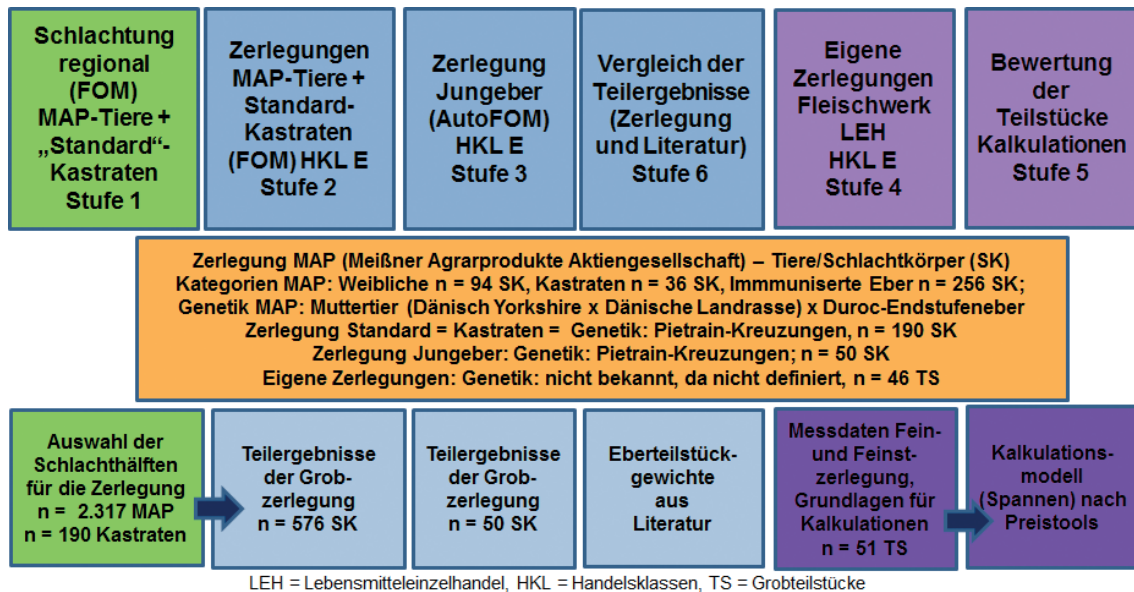 Schlachtung
regional
(FOM)
MAP-Tiere +
„Standard“-
Kastraten
Stufe 1
Zerlegungen
MAP-Tiere +
Standard-
Kastraten
(FOM) HKL E
Stufe 2
Zerlegung
Jungeber
(AutoFOM)
HKL E
Stufe 3
Vergleich der
Teilergebnisse
(Zerlegung
und Literatur)
Stufe 6
Eigene
Zerlegungen
Fleischwerk
LEH
HKL E
Stufe 4
Bewertung
der
Teilstücke
Kalkulationen
Stufe 5
Zerlegung MAP (Meißner Agrarprodukte Aktiengesellschaft) – Tiere/Schlachtkörper (SK)
Kategorien MAP: Weibliche n = 94 SK, Kastraten n = 36 SK, Immmuniserte Eber n = 256 SK;
Genetik MAP: Muttertier (Dänisch Yorkshire x Dänische Landrasse) x Duroc-Endstufeneber
Zerlegung Standard = Kastraten = Genetik: Pietrain-Kreuzungen, n = 190 SK
Zerlegung Jungeber: Genetik: Pietrain-Kreuzungen; n = 50 SK
Eigene Zerlegungen: Genetik: nicht bekannt, da nicht definiert, n = 46 TS
Auswahl der
Schlachthälften
für die Zerlegung
n = 2.317 MAP
n = 190 Kastraten
Teilergebnisse
der Grob-
zerlegung
n = 576 SK
Teilergebnisse
der Grob-
zerlegung
n = 50 SK
Eberteilstück-
gewichte
aus
Literatur
Messdaten Fein-
und Feinst-
zerlegung,
Grundlagen für
Kalkulationen
n = 51 TS
Kalkulations-
modell
(Spannen) nach
Preistools
LEH = Lebensmitteleinzelhandel, HKL = Handelsklassen, TS = Grobteilstücke